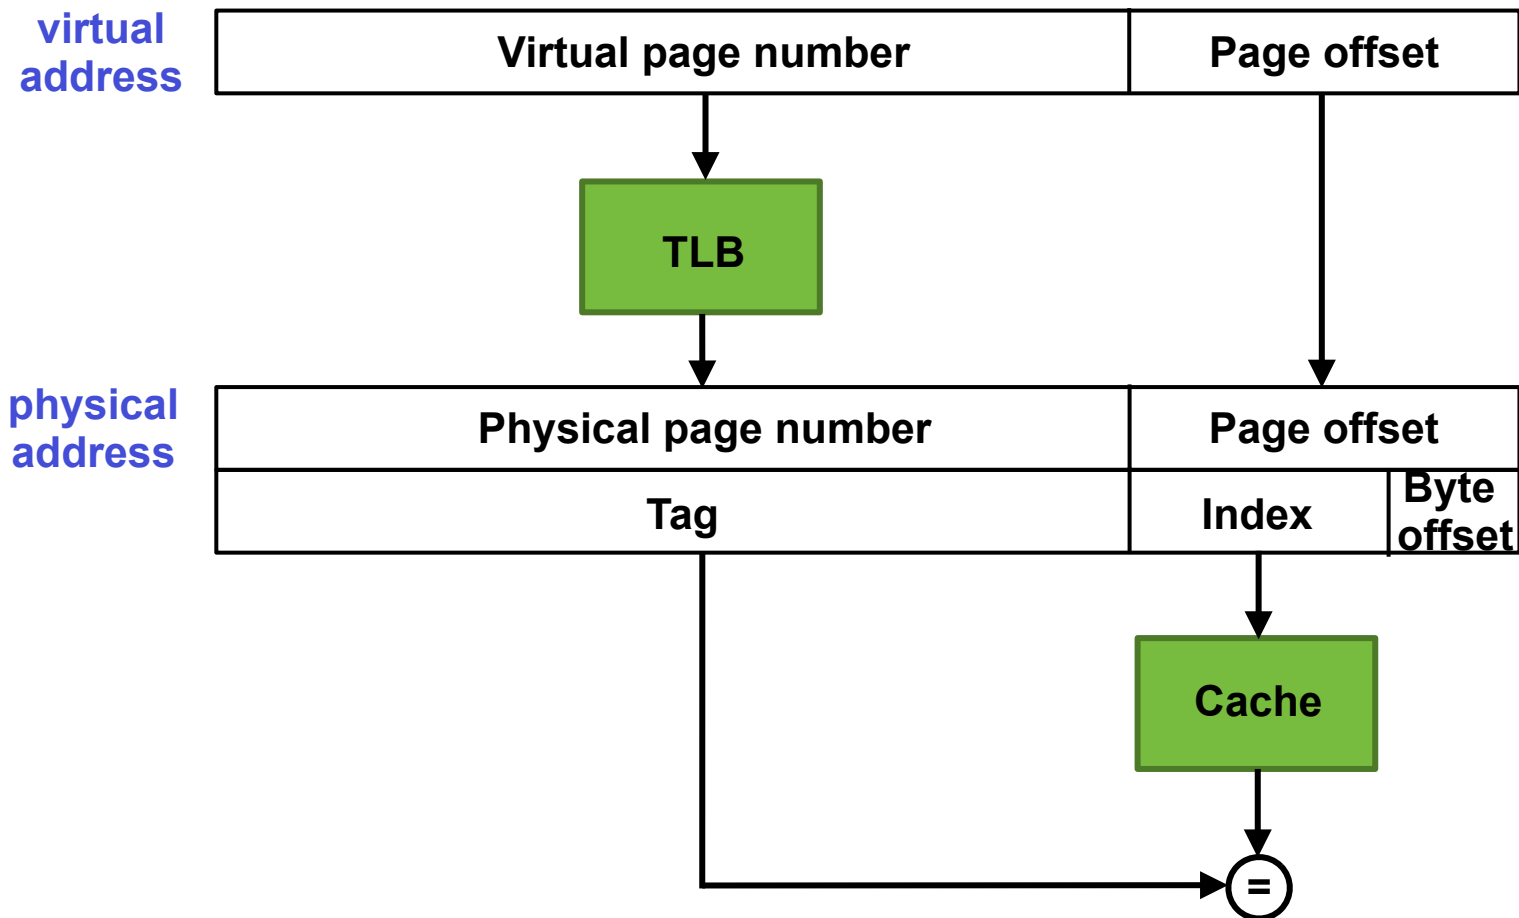 virtual
address
Virtual page number
Page offset
TLB
physical
address
Physical page number
Page offset
Tag
Index
Byte
offset
Cache
=